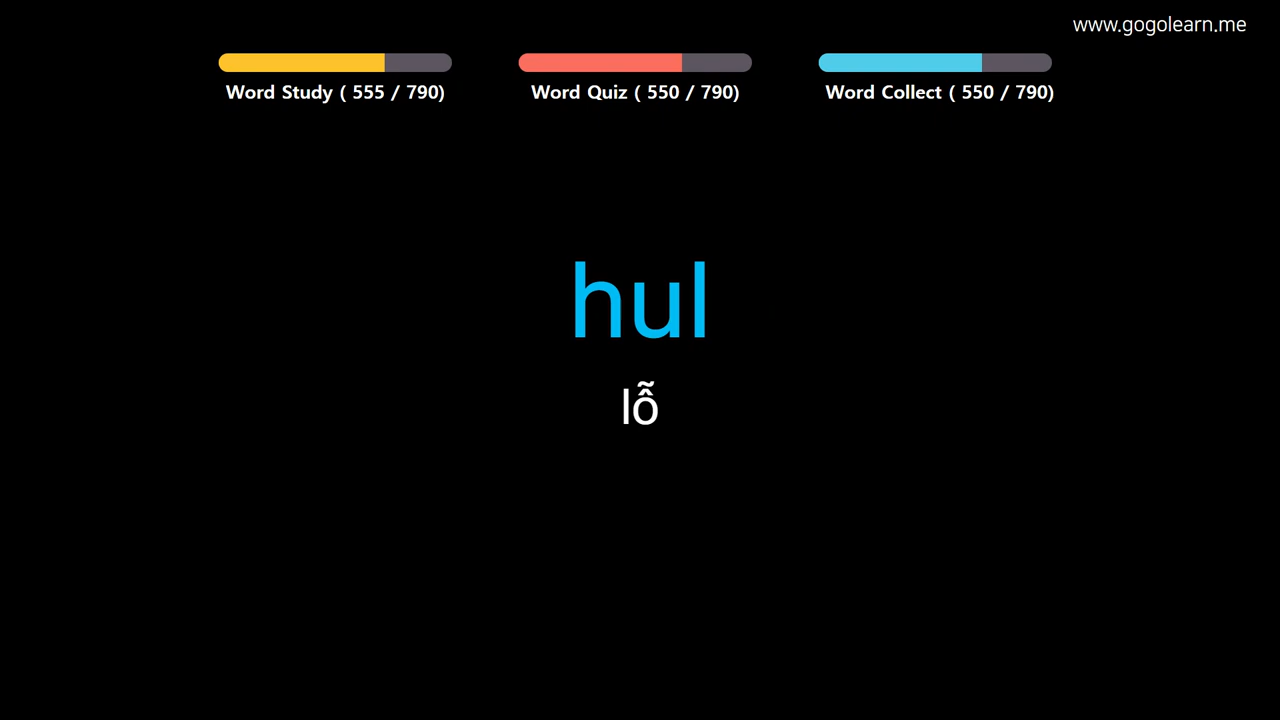 www.gogolearn.me
Word Study ( 555 / 790)
Word Quiz ( 550 / 790)
Word Collect ( 550 / 790)
hul
lỗ